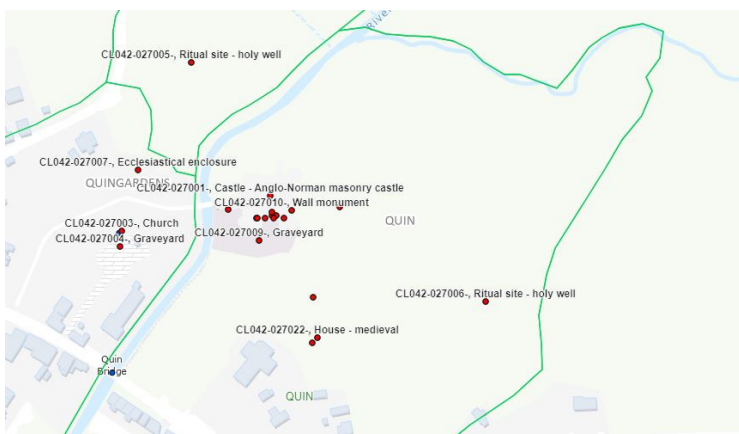 River
CL042-027005-, Ritual site - holy well
CL042-027007-, Ecclesiastical enclosure
QUINGARDENS
CL042-027001-, Castle - Anglo-Norman masonry castle
CL042-027010-, Wall monument
CL042-027003-, Church
QUIN
CL042-027009-, Graveyard
CL042-027004-, Graveyard
CL042-027006-, Ritual site - holy well
CL042-027022-, House - medieval
Quin
Bridge
QUIN